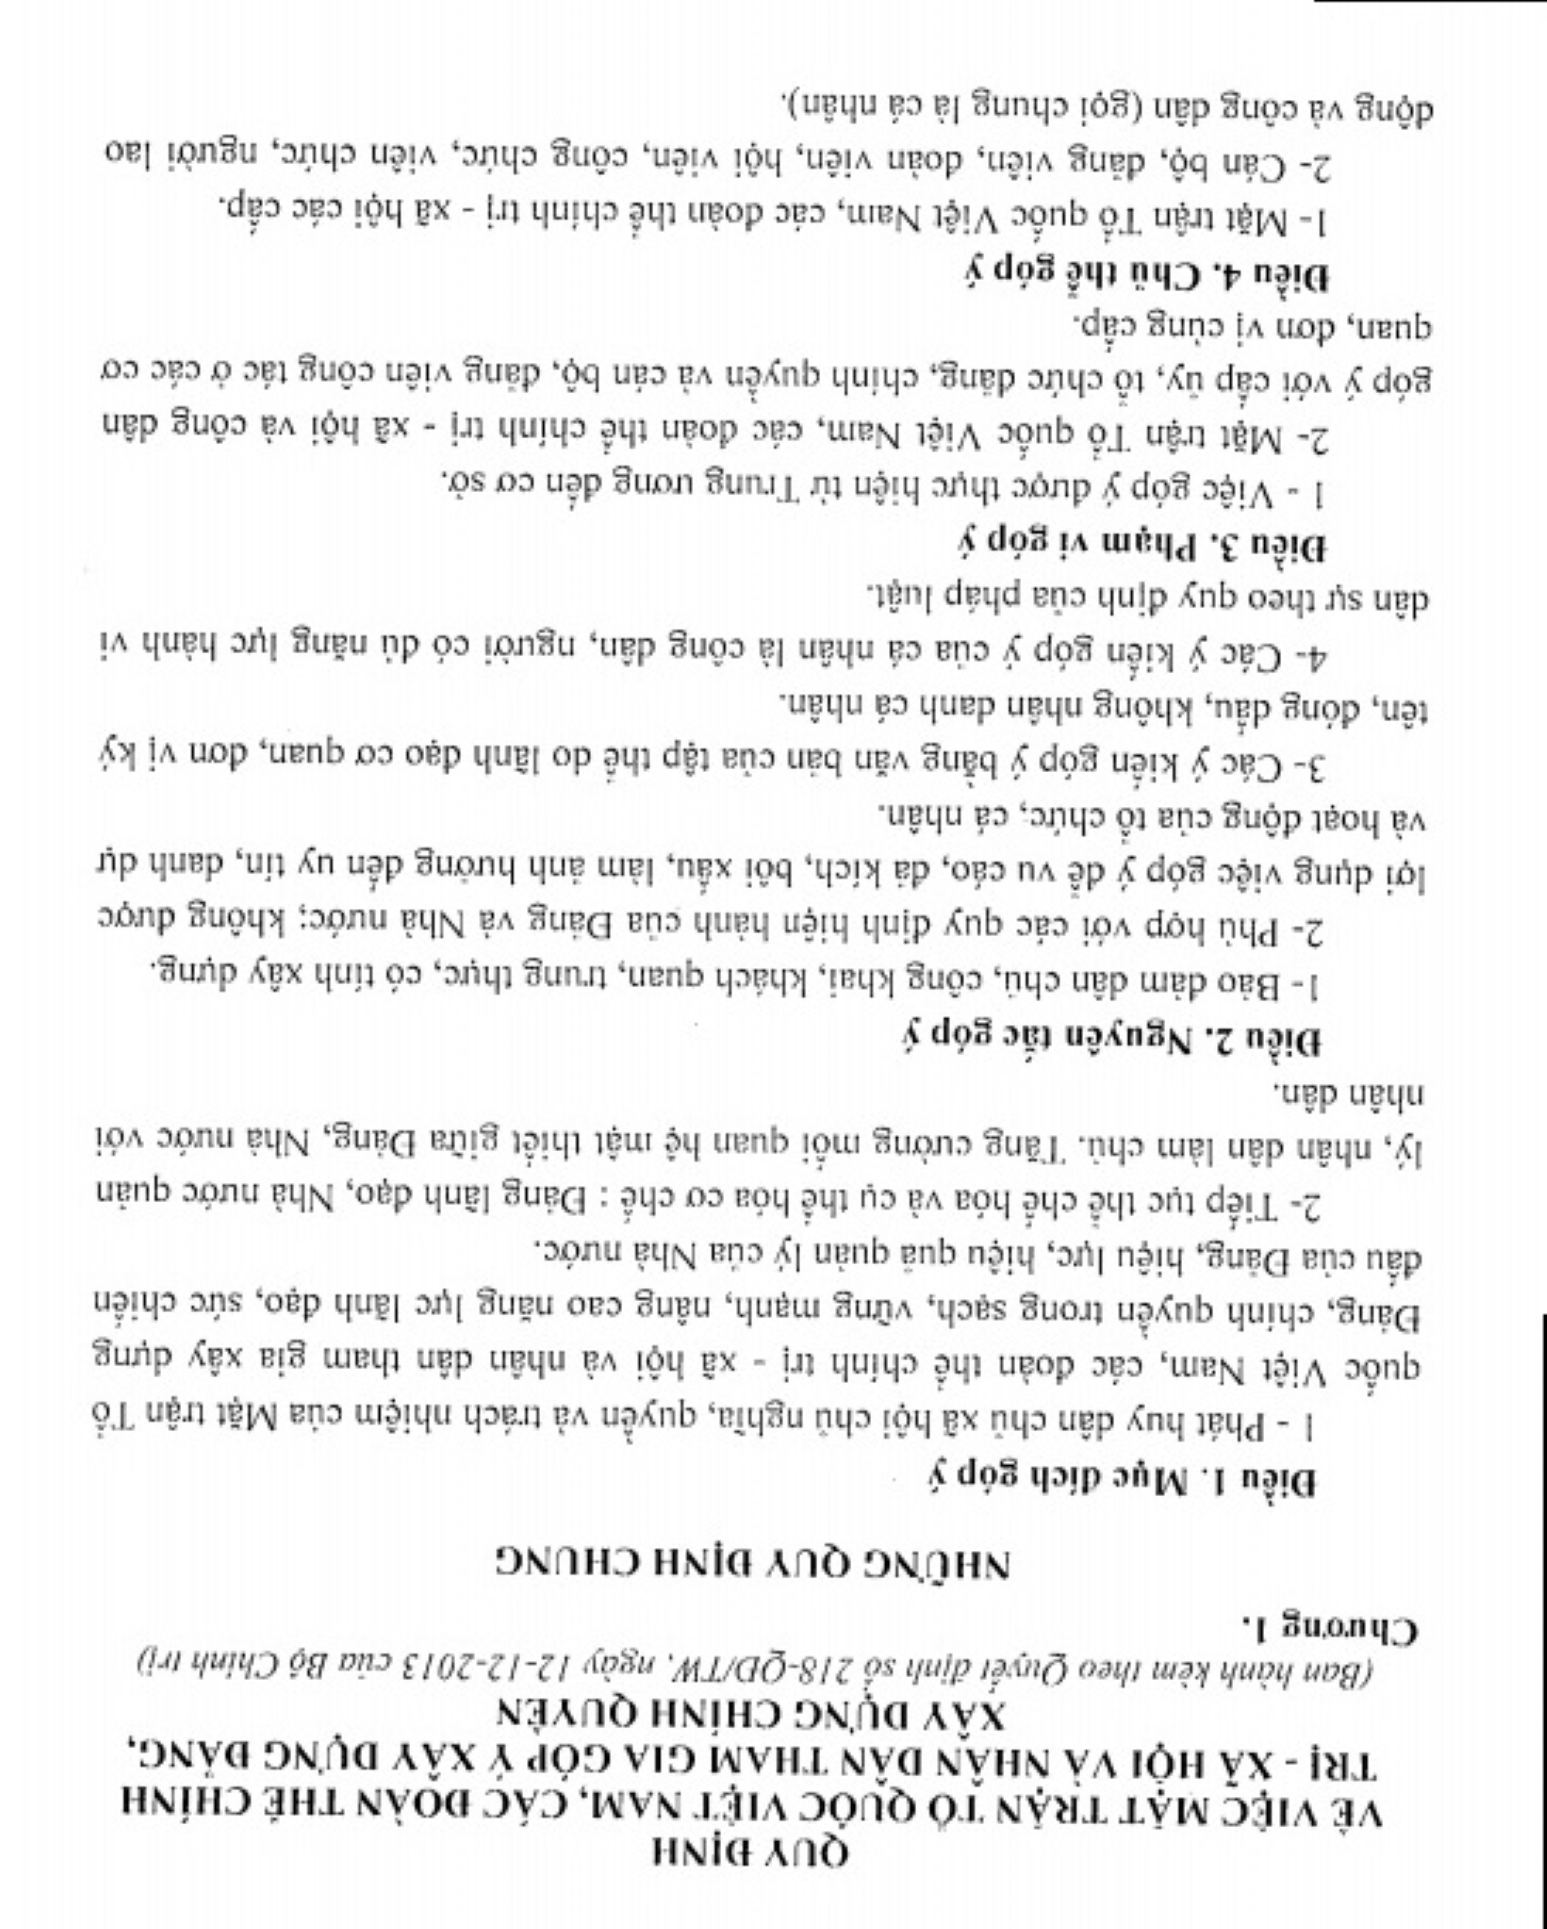 QUY ĐỊNH
VỀ VIỆC MẶT TRẬN TỔ QUỐC VIỆT NAM, CÁC ĐOÀN THỂ CHÍNH
TRỊ - XÃ HỘI VÀ NHÂN DÂN THAM GIA GÓP Ý XÂY DỰNG ĐẢNG,
XÂY DỰNG CHÍNH QUYỀN
(Ban hành kèm theo Quyết định số 218-QĐ/TW, ngày 12-12-2013 của Bộ Chính trị)
Chương 1.
NHỮNG QUY ĐỊNH CHUNG
Điều 1. Mục đích góp ý
1 - Phát huy dân chủ xã hội chủ nghĩa, quyền và trách nhiệm của Mặt trận Tổ
quốc Việt Nam, các đoàn thể chính trị - xã hội và nhân dân tham gia xây dựng
Đảng, chính quyền trong sạch, vững mạnh, nâng cao năng lực lãnh đạo, sức chiến
đấu của Đảng, hiệu lực, hiệu quả quản lý của Nhà nước.
2- Tiếp tục thể chế hóa và cụ thể hóa cơ chế : Đảng lãnh đạo, Nhà nước quản
lý, nhân dân làm chủ. Tăng cường mối quan hệ mật thiết giữa Đảng, Nhà nước với
nhân dân.
Điều 2. Nguyên tắc góp ý
1- Bảo đảm dân chủ, công khai, khách quan, trung thực, có tính xây dựng.
2- Phù hợp với các quy định hiện hành của Đảng và Nhà nước; không được
lợi dụng việc góp ý để vu cáo, đả kích, bôi xấu, làm ảnh hưởng đến uy tín, danh dự
và hoạt động của tổ chức, cá nhân.
3- Các ý kiến góp ý bằng văn bản của tập thể do lãnh đạo cơ quan, đơn vị ký
tên, đóng dấu, không nhân danh cá nhân.
4- Các ý kiến góp ý của cá nhân là công dân, người có đủ năng lực hành vi
dân sự theo quy định của pháp luật.
Điều 3. Phạm vi góp ý
1 - Việc góp ý được thực hiện từ Trung ương đến cơ sở.
2- Mặt trận Tổ quốc Việt Nam, các đoàn thể chính trị - xã hội và công dân
góp ý với cấp ủy, tổ chức đảng, chính quyền và cán bộ, đảng viên công tác ở các cơ
quan, đơn vị cùng cấp.
Điều 4. Chủ thể góp ý
1- Mặt trận Tổ quốc Việt Nam, các đoàn thể chính trị - xã hội các cấp.
2- Cán bộ, đảng viên, đoàn viên, hội viên, công chức, viên chức, người lao
động và công dân (gọi chung là cá nhân).